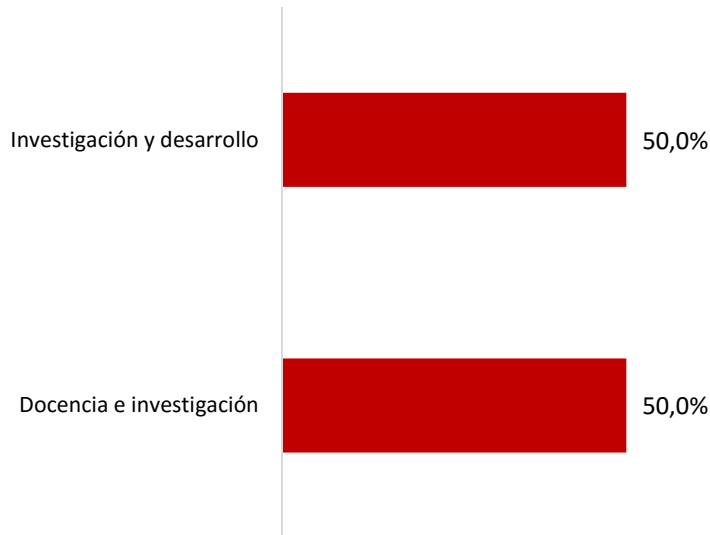 Investigación y desarrollo
50,0%
Docencia e investigación
50,0%